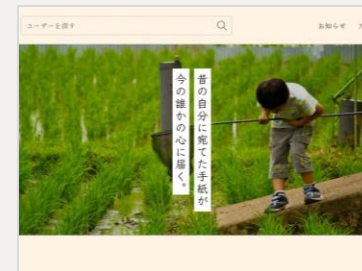 ユーザーを探す
お知らせ
昔の自分に宛てた手紙が
今の誰かの心に届く。